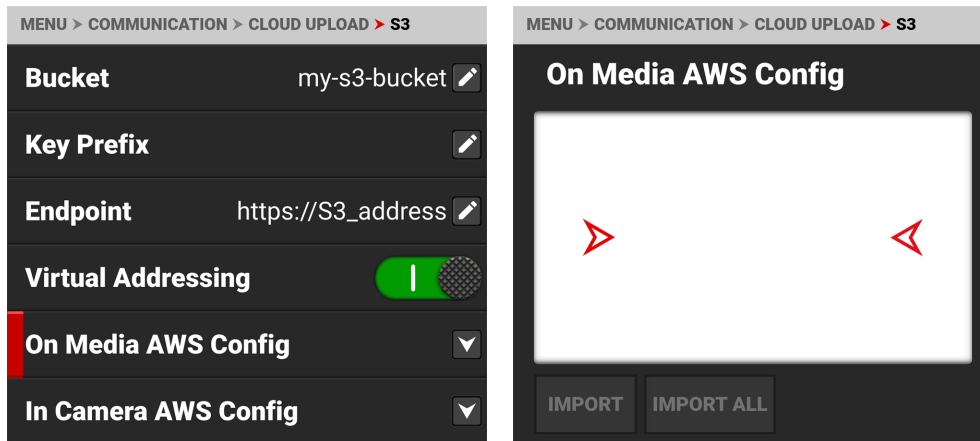 MENU > COMMUNICATION > CLOUD UPLOAD > S3
Bucket my-s3-bucket
Key Prefix
Endpoint https://S3_address
Virtual Addressing
On Media AWS Config
In Camera AWS Config
MENU > COMMUNICATION > CLOUD UPLOAD > S3
On Media AWS Config
IMPORT IMPORT ALL